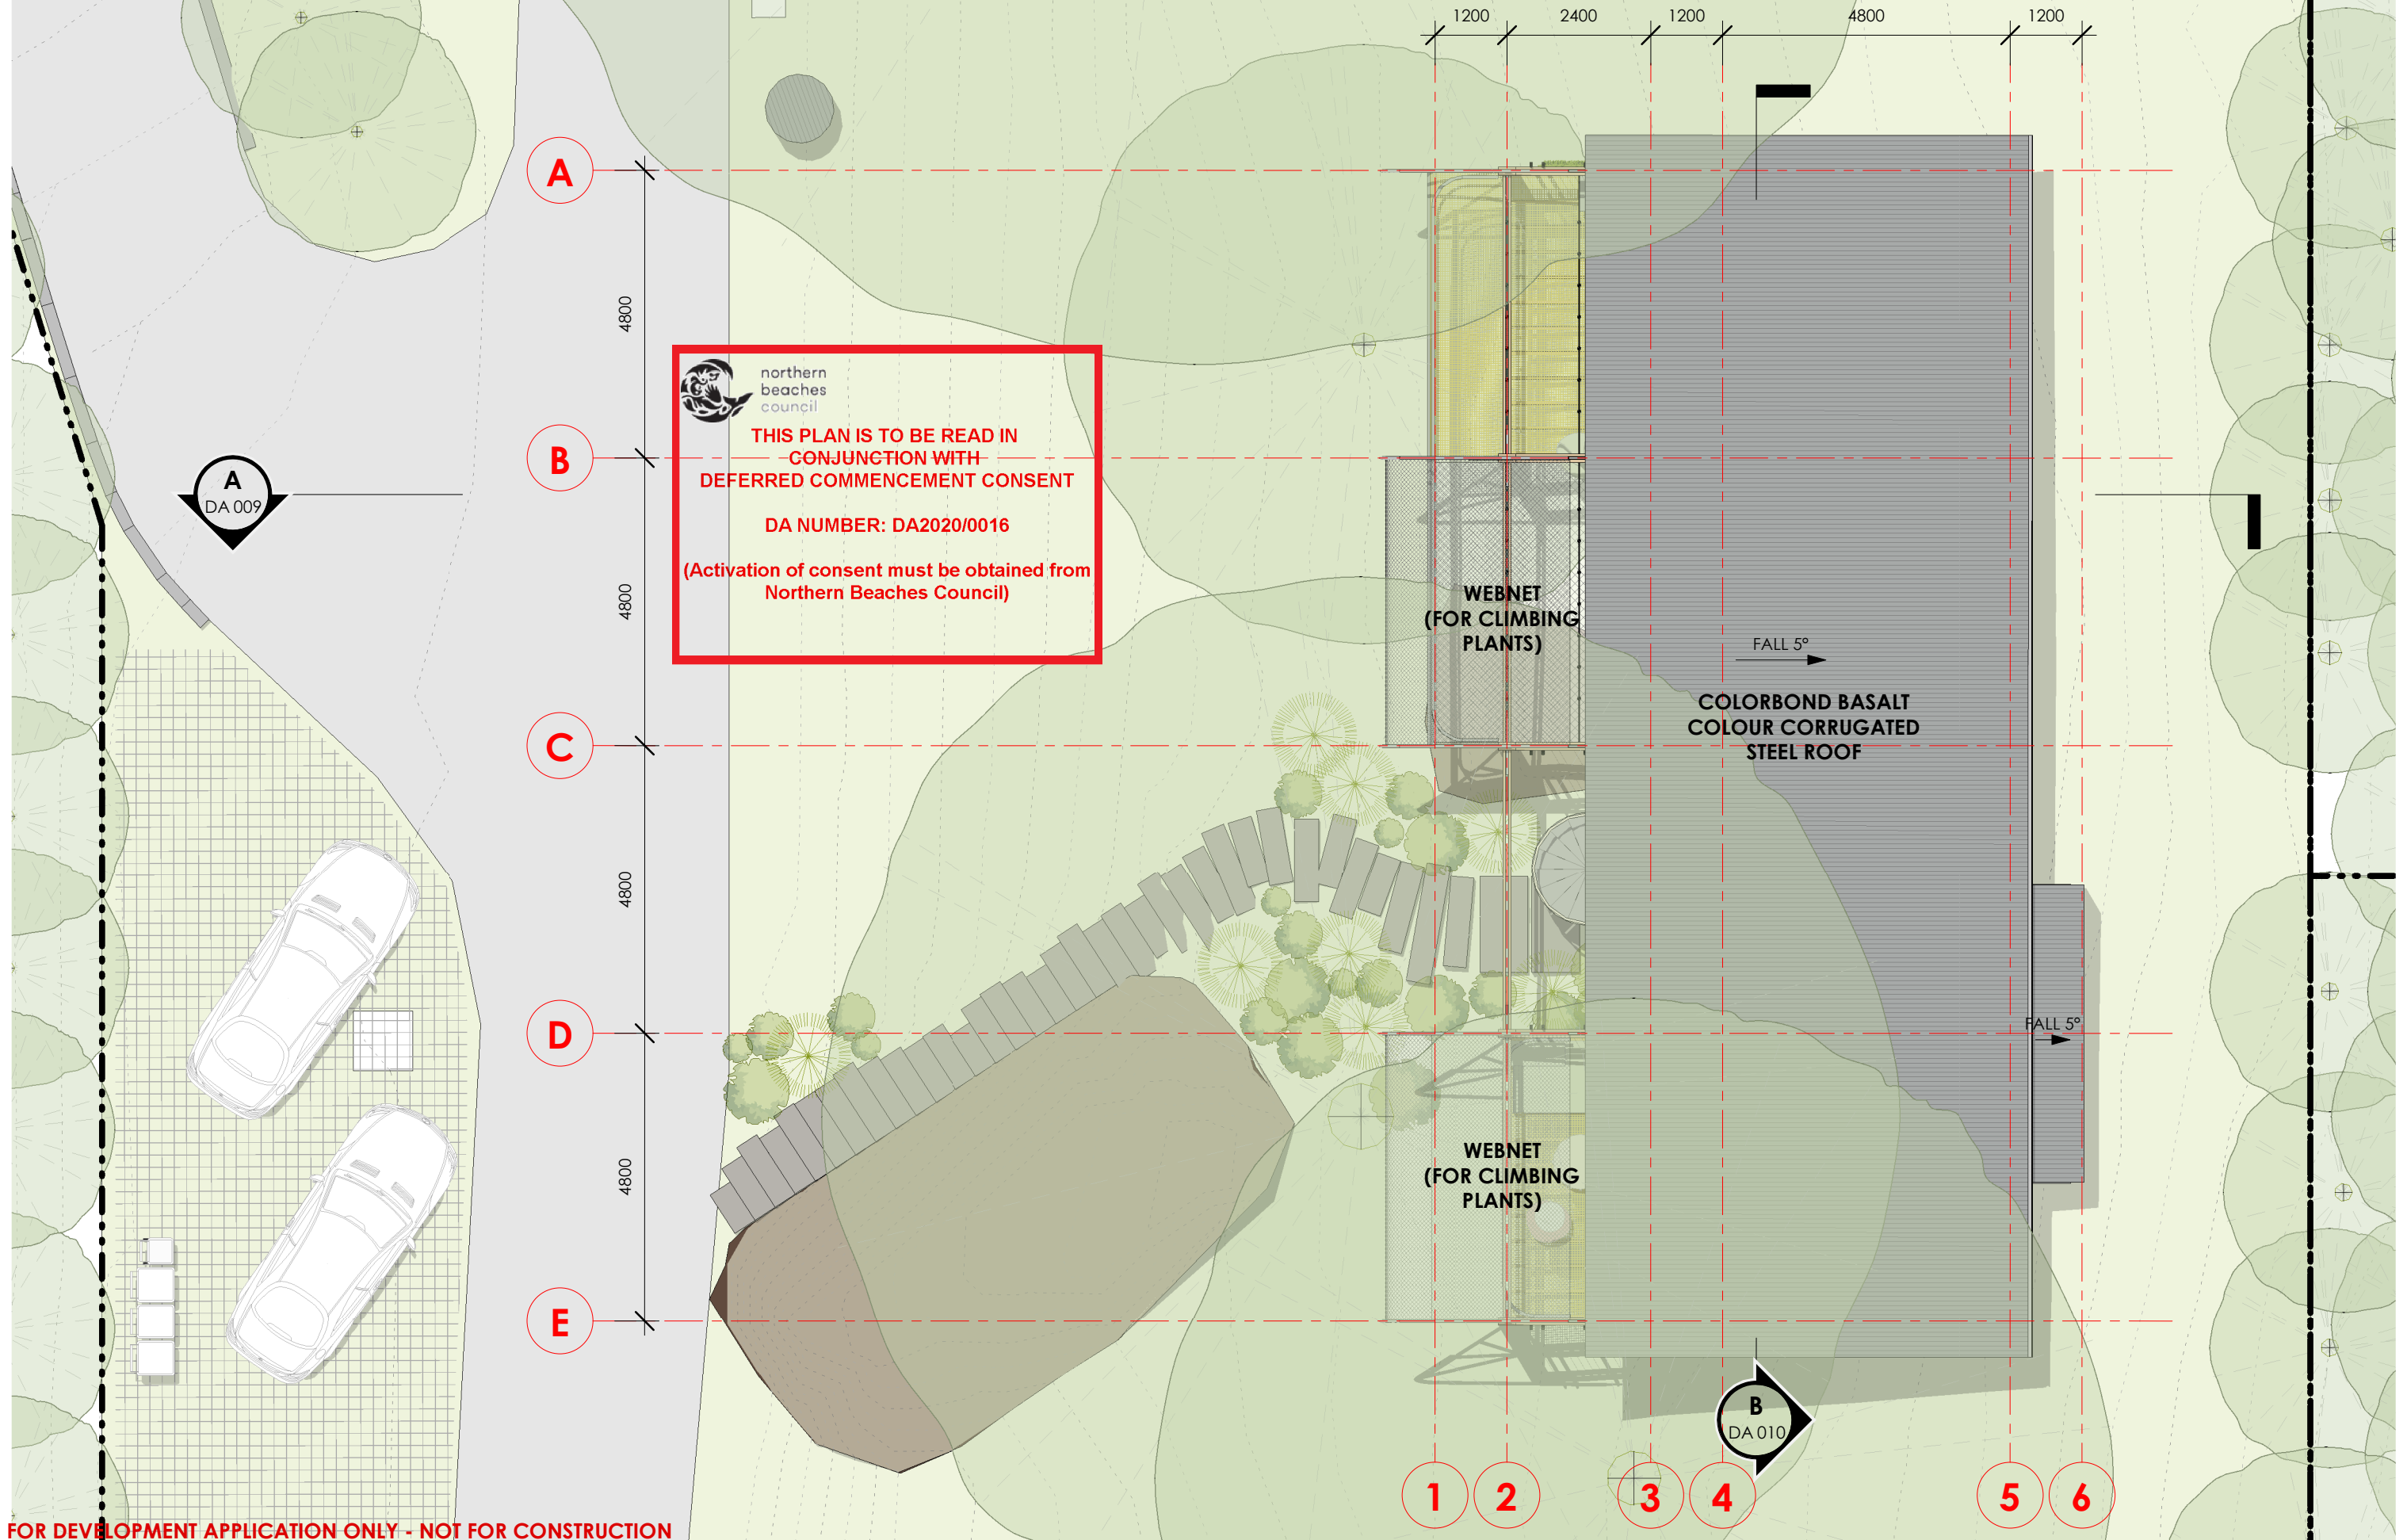 1200 2400 1200 4800 1200
A
4800
northern
beaches
council
THIS PLAN IS TO BE READ IN
CONJUNCTION WITH
DEFERRED COMMENCEMENT CONSENT
DA NUMBER: DA2020/0016
(Activation of consent must be obtained from
Northern Beaches Council)
B
A
DA 009
4800
WEBNET
(FOR CLIMBING
PLANTS)
FALL 5º
COLORBOND BASALT
COLOUR CORRUGATED
STEEL ROOF
C
4800
D
FALL 5º
4800
WEBNET
(FOR CLIMBING
PLANTS)
E
B
DA 010
1 2 3 4 5 6
FOR DEVELOPMENT APPLICATION ONLY - NOT FOR CONSTRUCTION